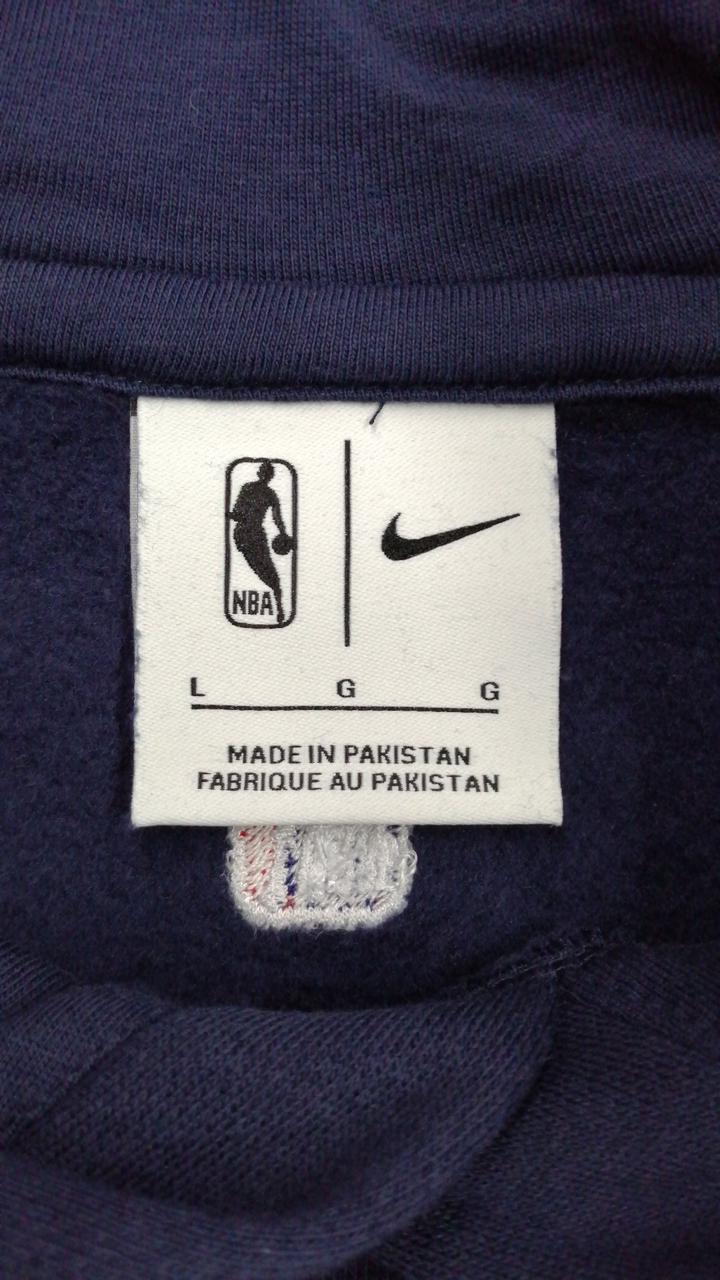 NBA
L G G
MADE IN PAKISTAN
FABRIQUE AU PAKISTAN